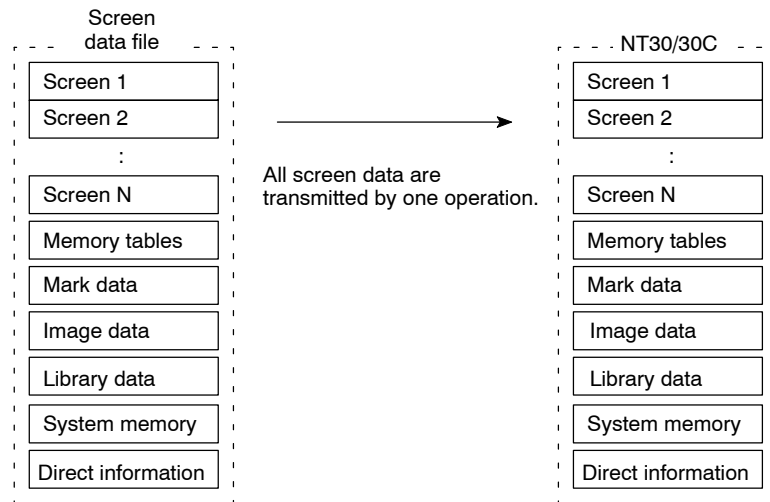 Screen
data file
Screen 1
Screen 2
:
Screen N
Memory tables
Mark data
Image data
Library data
System memory
Direct information
All screen data are
transmitted by one operation.
NT30/30C
Screen 1
Screen 2
:
Screen N
Memory tables
Mark data
Image data
Library data
System memory
Direct information